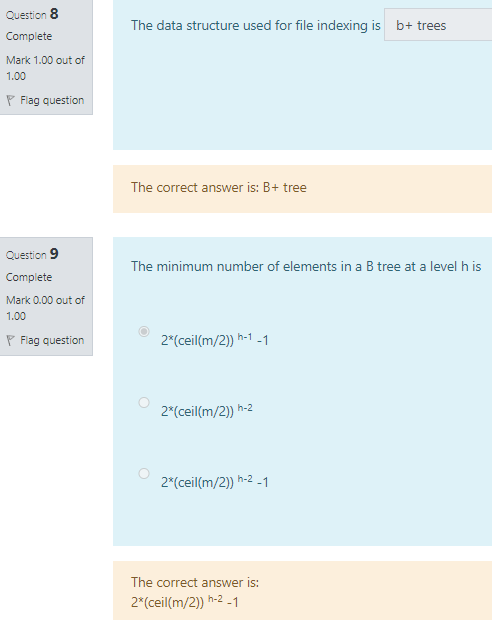 Question 8
Complete
Mark 1.00 out of
1.00
Flag question
The data structure used for file indexing is b+ trees
The correct answer is: B+ tree
Question 9
Complete
Mark 0.00 out of
1.00
Flag question
The minimum number of elements in a B tree at a level h is
2*(ceil(m/2)) h-1 -1
2*(ceil(m/2)) h-2
2*(ceil(m/2)) h-2 -1
The correct answer is:
2*(ceil(m/2)) h-2 -1